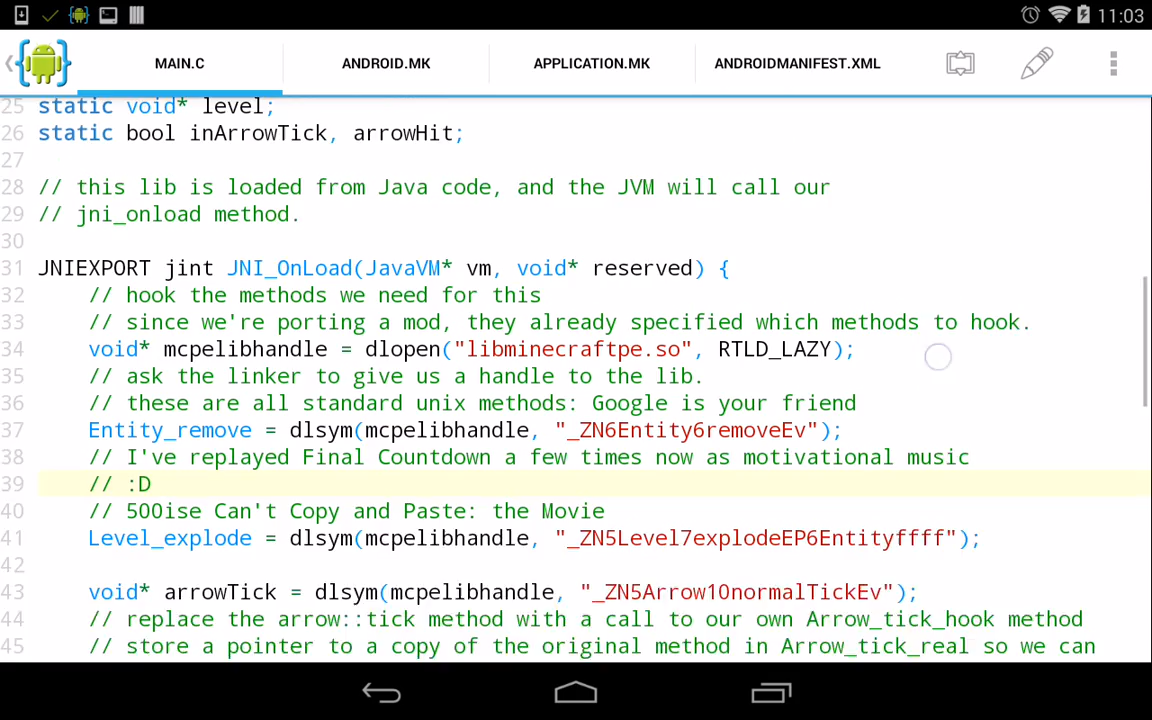 11:03
MAIN.C
ANDROID.MK
APPLICATION.MK
ANDROIDMANIFEST.XML
25 static void* level;
26 static bool inArrowTick, arrowHit;
27
28 // this lib is loaded from Java code, and the JVM will call our
29 // jni_onload method.
30
31 JNIEXPORT jint JNI_OnLoad(JavaVM* vm, void* reserved) {
32 // hook the methods we need for this
33 // since we're porting a mod, they already specified which methods to hook.
34 void* mcpelibhandle = dlopen("libminecraftpe.so", RTLD_LAZY);
35 // ask the linker to give us a handle to the lib.
36 // these are all standard unix methods: Google is your friend
37 Entity_remove = dlsym(mcpelibhandle, "_ZN6Entity6removeEv");
38 // I've replayed Final Countdown a few times now as motivational music
39 // :D
40 // 500ise Can't Copy and Paste: the Movie
41 Level_explode = dlsym(mcpelibhandle, "_ZN5Level7explodeEP6Entityffff");
42
43 void* arrowTick = dlsym(mcpelibhandle, "_ZN5Arrow10normalTickEv");
44 // replace the arrow::tick method with a call to our own Arrow_tick_hook method
45 // store a pointer to a copy of the original method in Arrow_tick_real so we can